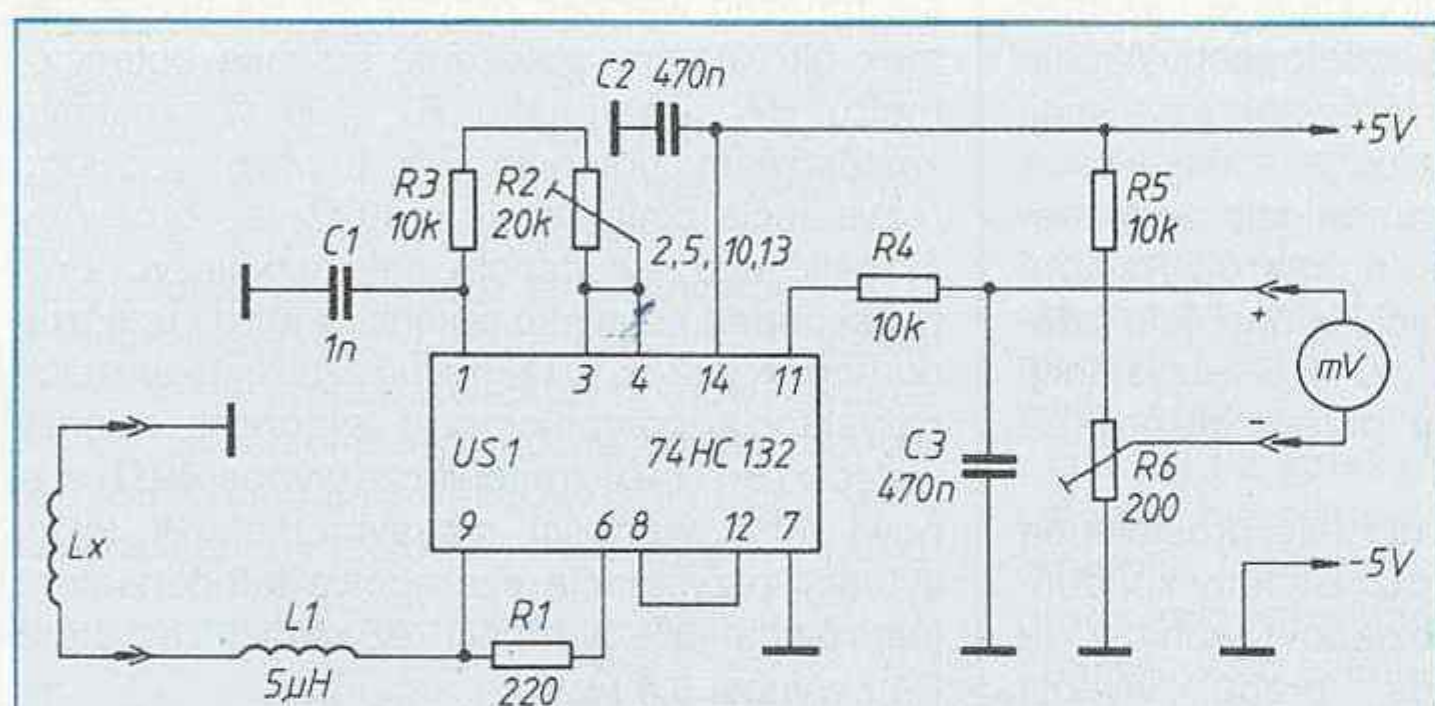 C2 470n
+5V
R3
10k
R2
20k
2,5, 10,13
R5
10k
C1
1n
R4
10k
+
mV
-
1 3 4 14 11
US1 74HC132
9 6 8 12 7
C3
470n
R6
200
Lx
-5V
L1
5µH
R1
220